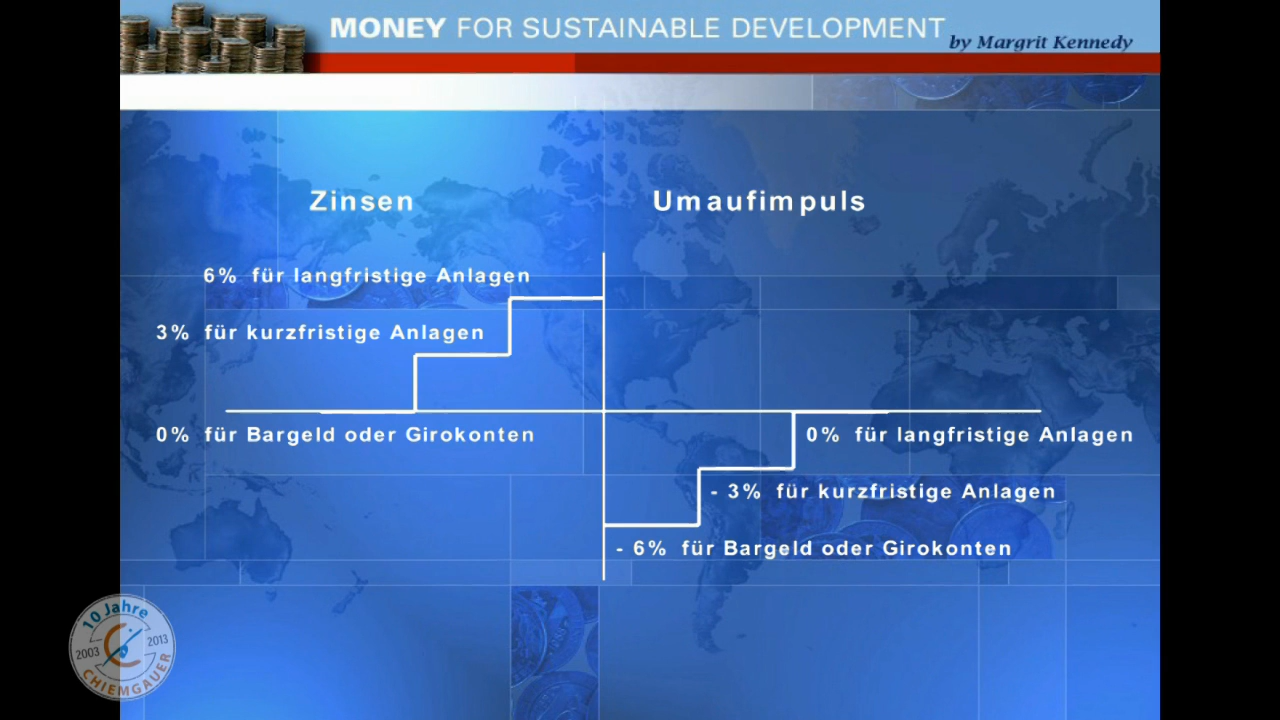 MONEY FOR SUSTAINABLE DEVELOPMENT
by Margrit Kennedy
Zinsen
Umaufimpuls
6% für langfristige Anlagen
3% für kurzfristige Anlagen
0% für Bargeld oder Girokonten
0% für langfristige Anlagen
- 3% für kurzfristige Anlagen
- 6% für Bargeld oder Girokonten
10 Jahre
2003 2013
CHIEMGAUER